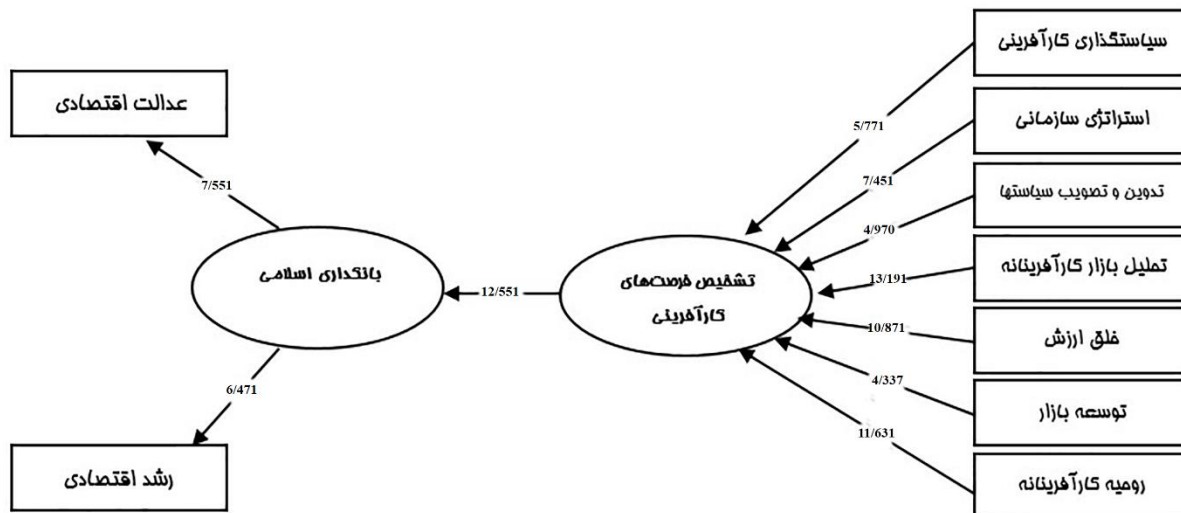 سیاستگذاری کارآفرینی
استراتژی سازمانی
تدوین و تصویب سیاستها
تحلیل بازار کارآفرینانه
خلق ارزش
توسعه بازار
روحیه کارآفرینانه
5/771
7/451
4/970
13/191
10/871
4/337
11/631
تشخیص فرصت‌های
کارآفرینی
12/551
بانکداری اسلامی
7/551
6/471
عدالت اقتصادی
رشد اقتصادی